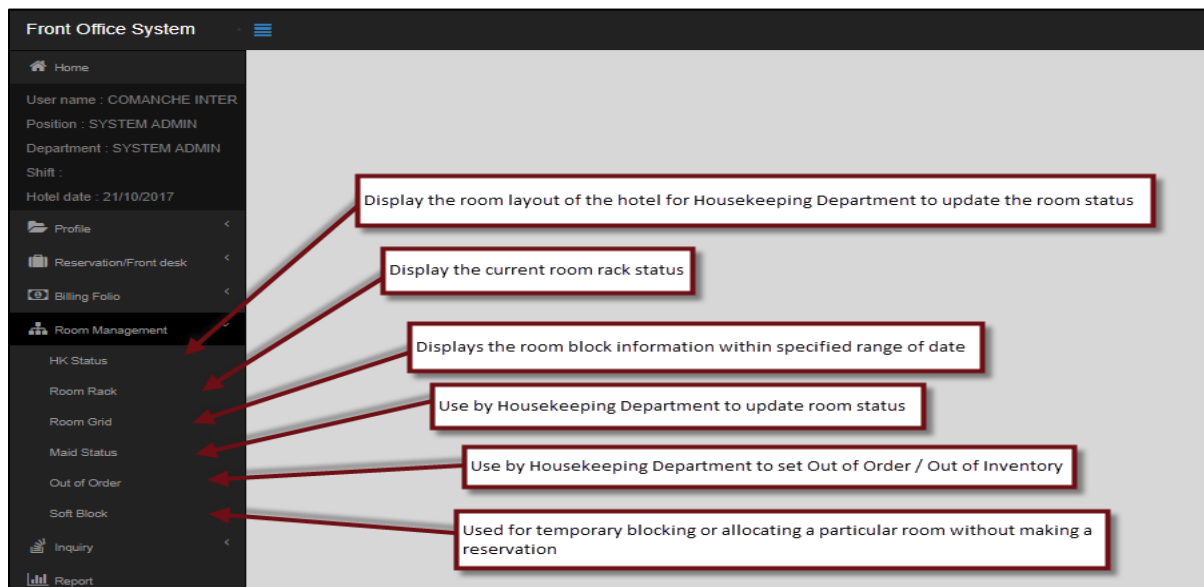 Front Office System
Home
User name : COMANCHE INTER
Position : SYSTEM ADMIN
Department : SYSTEM ADMIN
Shift :
Hotel date : 21/10/2017
Profile
Reservation/Front desk
Billing Folio
Room Management
HK Status
Room Rack
Room Grid
Maid Status
Out of Order
Soft Block
Inquiry
Report
Display the room layout of the hotel for Housekeeping Department to update the room status
Display the current room rack status
Displays the room block information within specified range of date
Use by Housekeeping Department to update room status
Use by Housekeeping Department to set Out of Order / Out of Inventory
Used for temporary blocking or allocating a particular room without making a
reservation